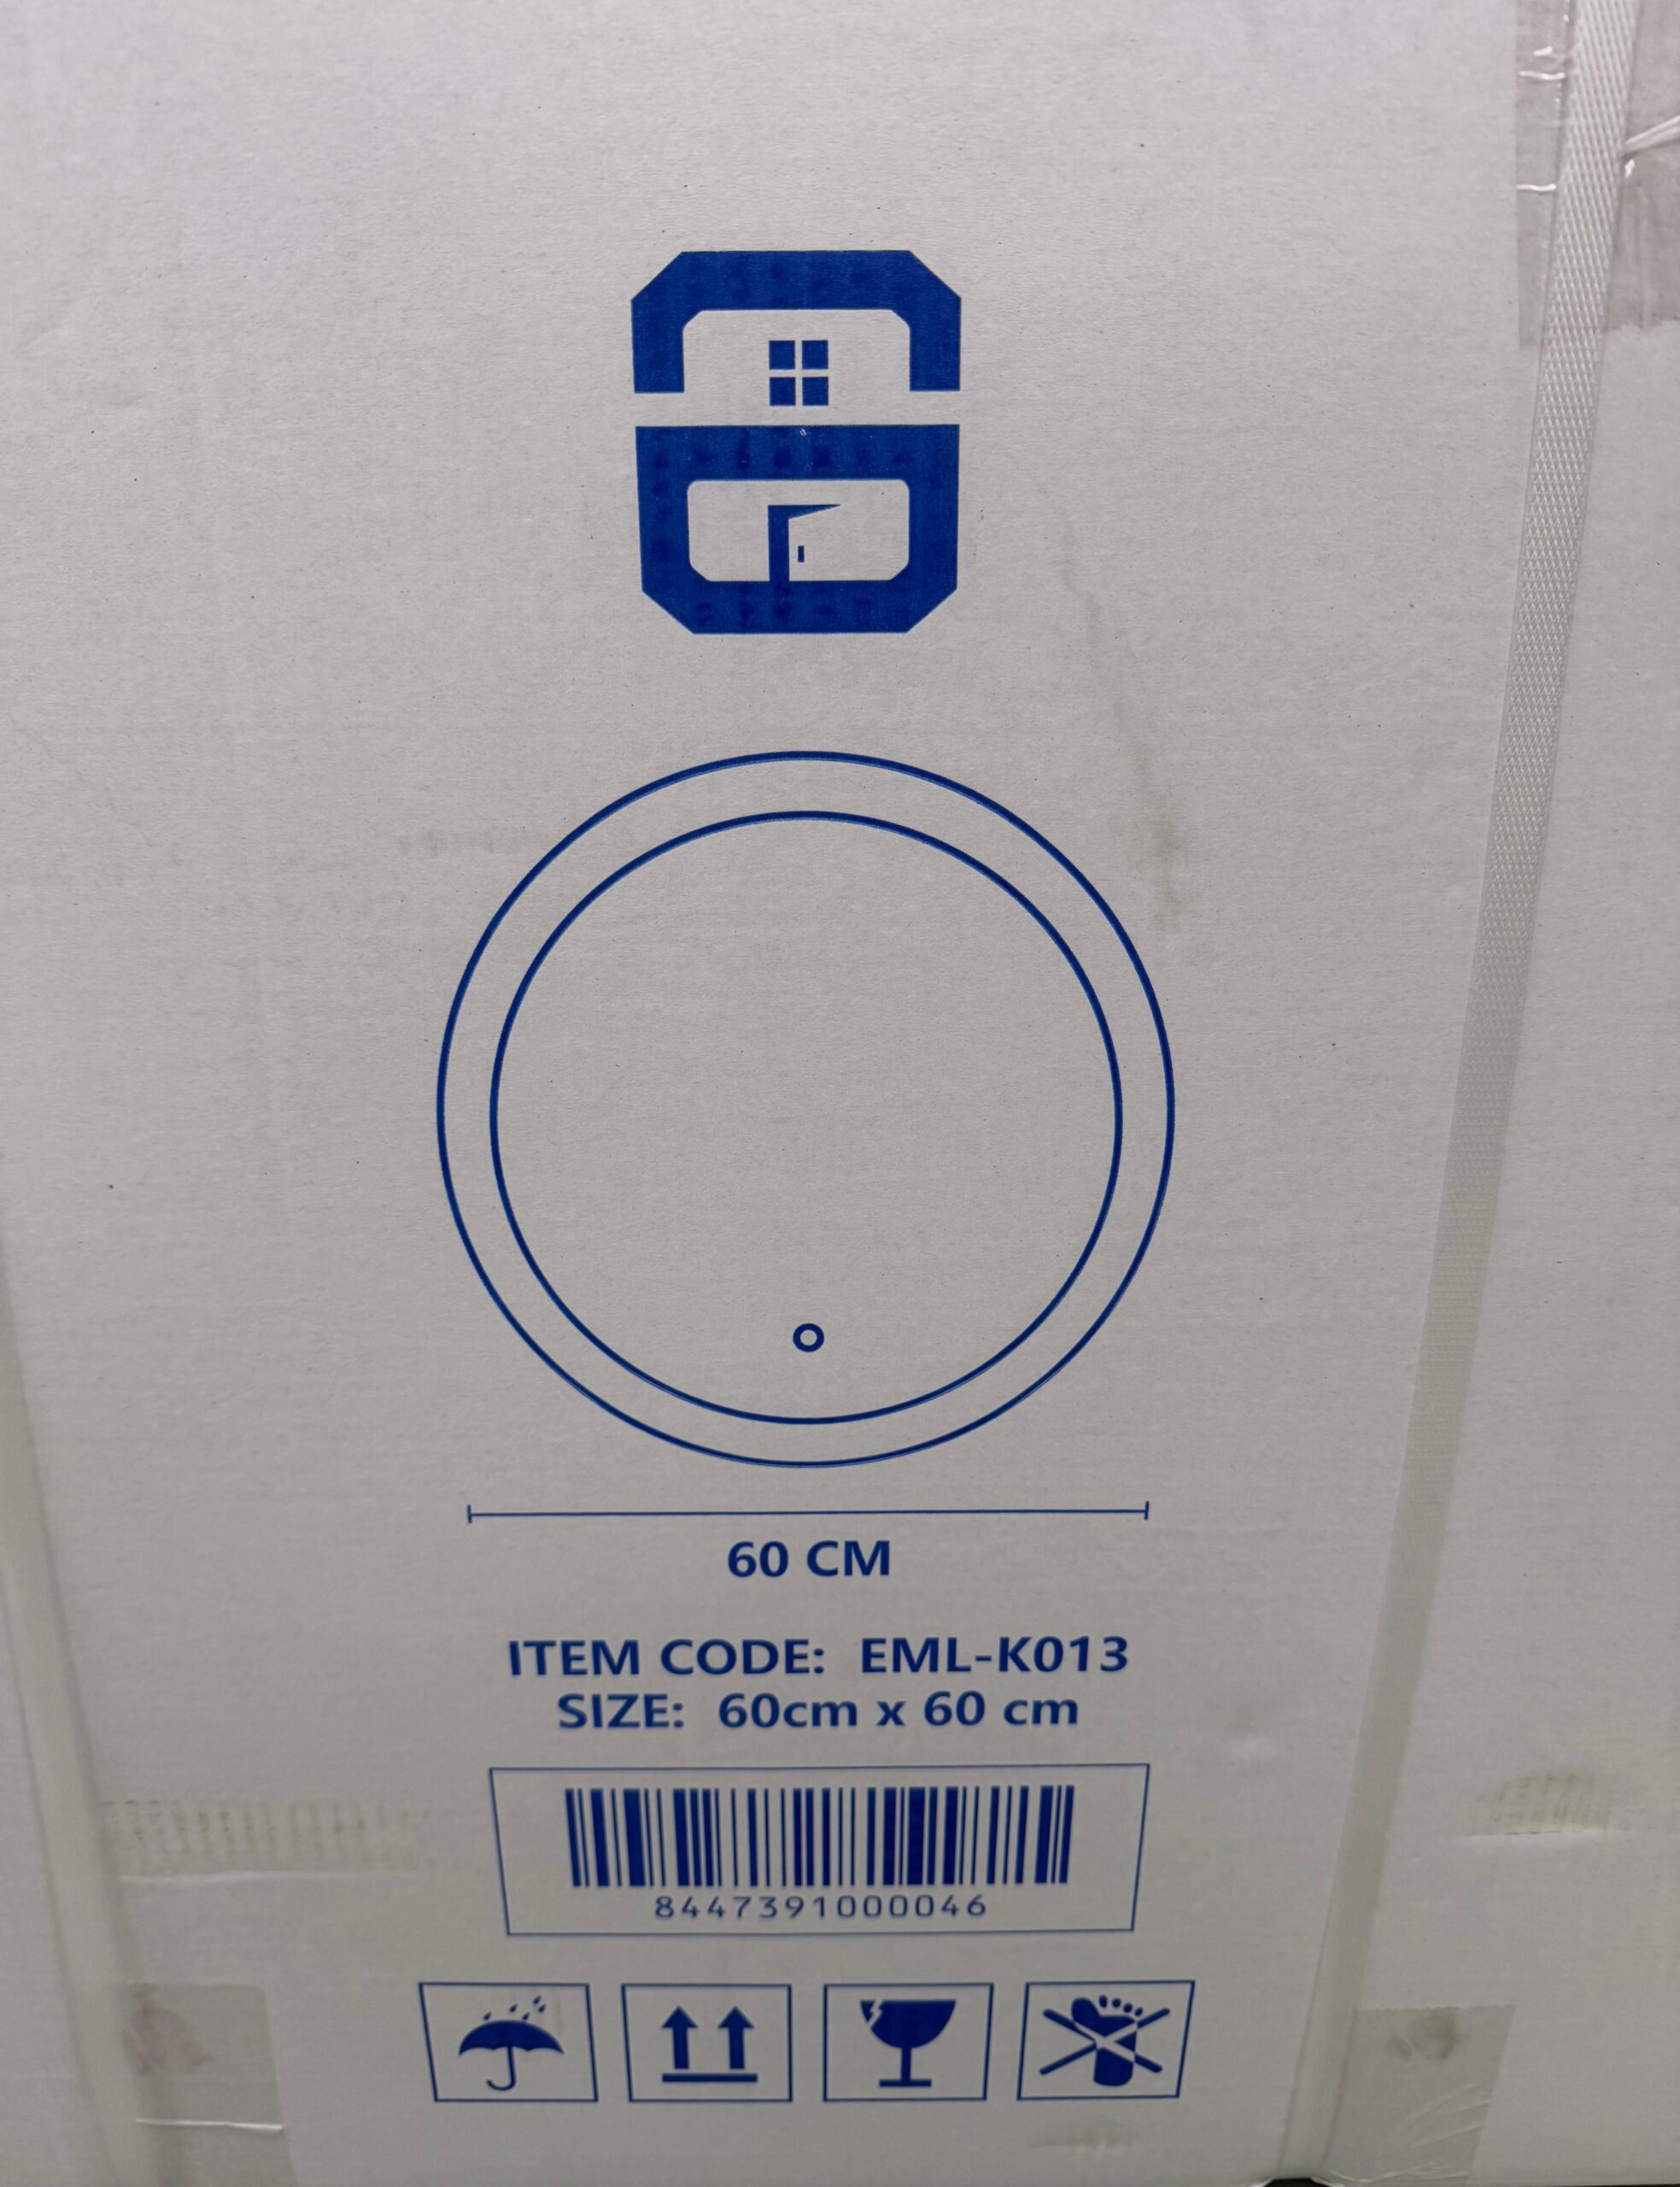 60 CM
ITEM CODE: EML-K013
SIZE: 60cm x 60 cm
8447391000046